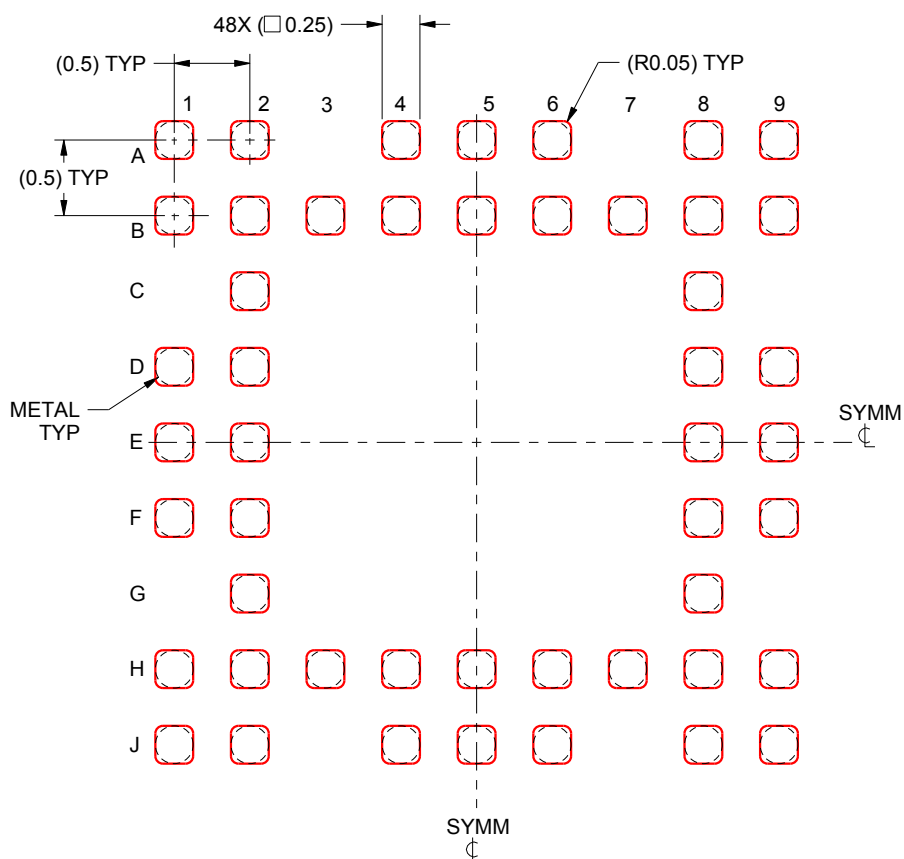 48X (□ 0.25)
(0.5) TYP
(R0.05) TYP
1 2 3 4 5 6 7 8 9
A
(0.5) TYP
B
C
D
METAL
TYP
E
SYMM
℄
F
G
H
J
SYMM
℄